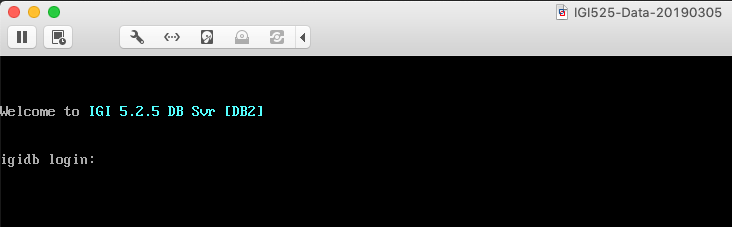 IGI525-Data-20190305
Welcome to IGI 5.2.5 DB Svr [DB2]
igidb login: